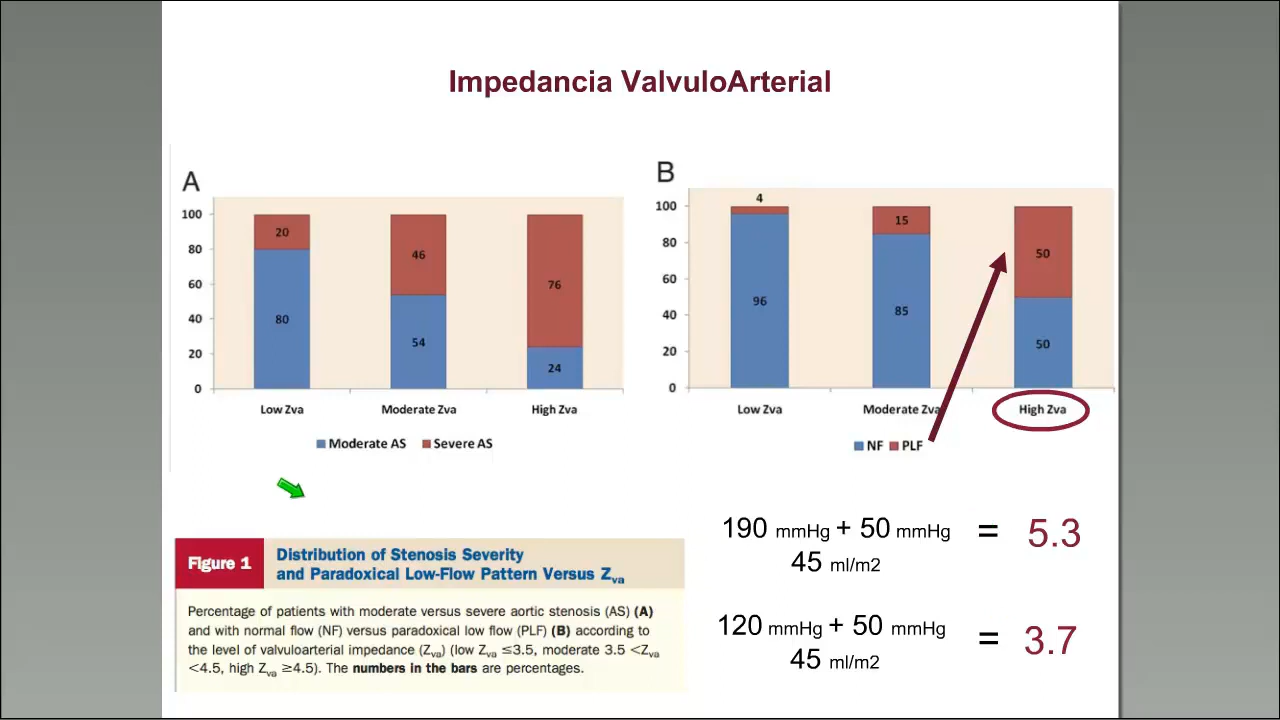 Impedancia ValvuloArterial
A
100
80
60
40
20
0
20
80
46
54
76
24
Low Zva
Moderate Zva
High Zva
Moderate AS
Severe AS
B
100
80
60
40
20
0
4
96
15
85
50
50
Low Zva
Moderate Zva
High Zva
NF
PLF
Figure 1
Distribution of Stenosis Severity
and Paradoxical Low-Flow Pattern Versus Zva
Percentage of patients with moderate versus severe aortic stenosis (AS) (A)
and with normal flow (NF) versus paradoxical low flow (PLF) (B) according to
the level of valvuloarterial impedance (Zva) (low Zva ≤3.5, moderate 3.5 <Zva
<4.5, high Zva ≥4.5). The numbers in the bars are percentages.
190 mmHg + 50 mmHg = 5.3
45 ml/m2
120 mmHg + 50 mmHg = 3.7
45 ml/m2